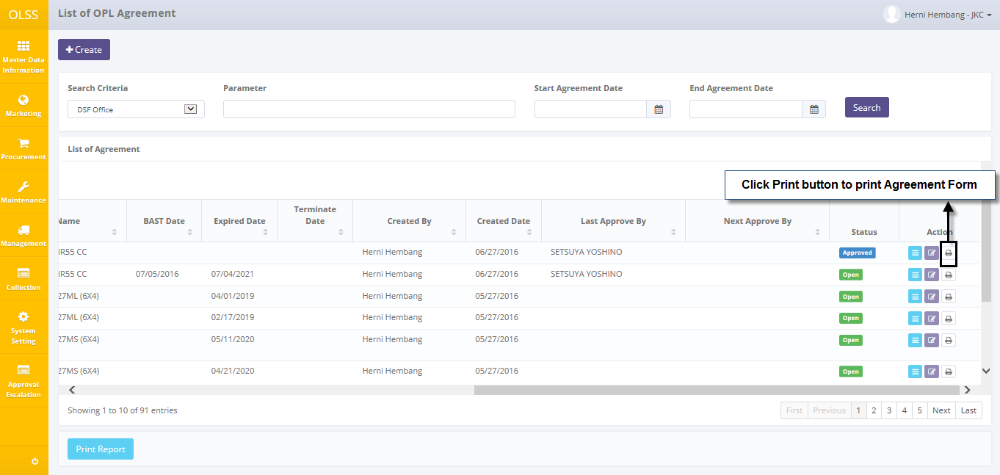 OLSS
List of OPL Agreement
Herni Hembang - JKC
Master Data
Information
Marketing
Procurement
Maintenance
Management
Collection
System
Setting
Approval
Escalation
Create
Search Criteria
Parameter
Start Agreement Date
End Agreement Date
DSF Office
Search
List of Agreement
Click Print button to print Agreement Form
Name BAST Date Expired Date Terminate Date Created By Created Date Last Approve By Next Approve By Status Action
IR55 CC Herni Hembang 06/27/2016 SETSUYA YOSHINO Approved
IR55 CC 07/05/2016 07/04/2021 Herni Hembang 06/27/2016 SETSUYA YOSHINO Open
27ML (6X4) 04/01/2019 Herni Hembang 05/27/2016 Open
27ML (6X4) 02/17/2019 Herni Hembang 05/27/2016 Open
27MS (6X4) 05/11/2020 Herni Hembang 05/27/2016 Open
27MS (6X4) 04/21/2020 Herni Hembang 05/27/2016 Open
Showing 1 to 10 of 91 entries
First Previous 1 2 3 4 5 Next Last
Print Report